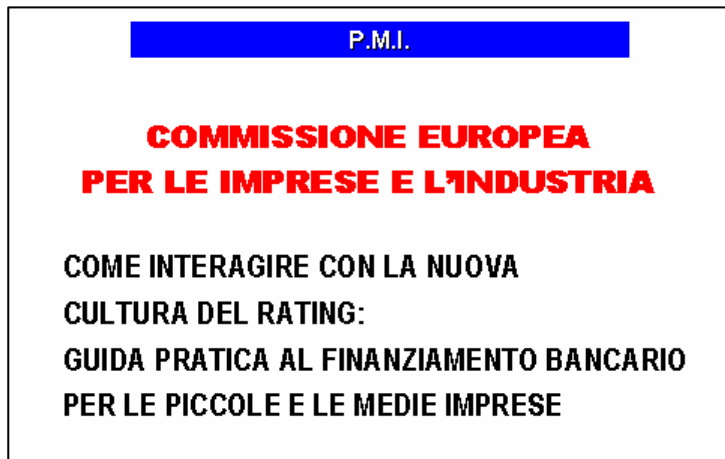 P.M.I.
COMMISSIONE EUROPEA
PER LE IMPRESE E L'INDUSTRIA
COME INTERAGIRE CON LA NUOVA
CULTURA DEL RATING:
GUIDA PRATICA AL FINANZIAMENTO BANCARIO
PER LE PICCOLE E LE MEDIE IMPRESE